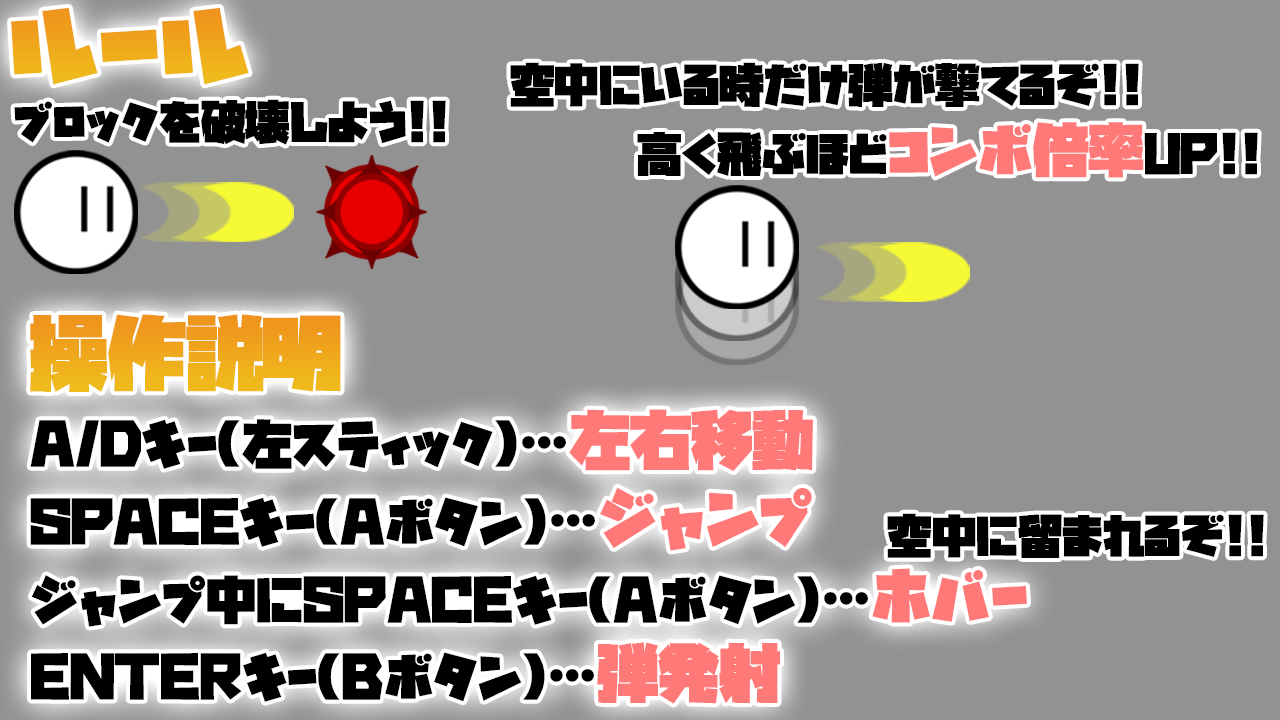 ルール
ブロックを破壊しよう!!
空中にいる時だけ弾が撃てるぞ!!
高く飛ぶほどコンボ倍率UP!!
操作説明
A/Dキー(左スティック)…左右移動
SPACEキー(Aボタン)…ジャンプ
空中に留まれるぞ!!
ジャンプ中にSPACEキー(Aボタン)…ホバー
ENTERキー(Bボタン)…弾発射